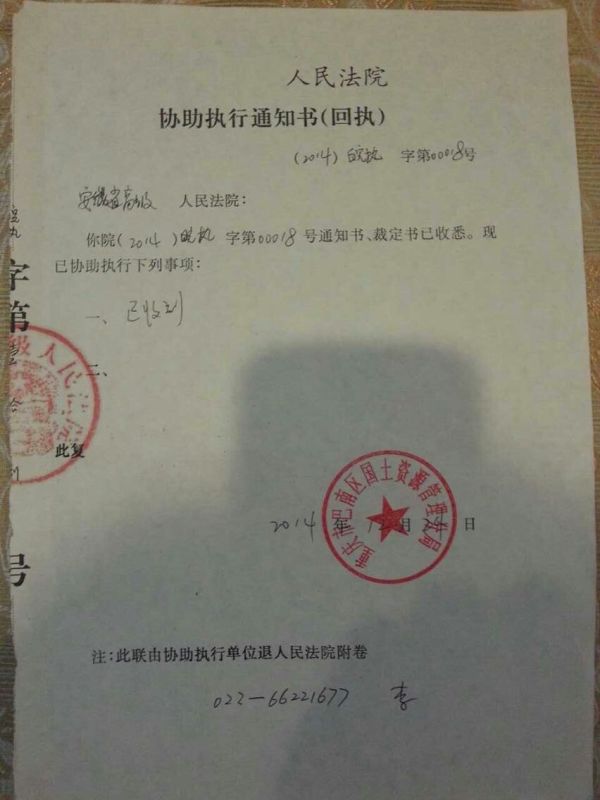 人民法院
协助执行通知书(回执)
(2014)皖执 字第00018号
安徽省高级 人民法院：
你院(2014)皖执 字第00018号通知书、裁定书已收悉。现
已协助执行下列事项：
一、已收到
二、
此复
重庆市巴南区国土资源管理分局
2014 年 月 日
注：此联由协助执行单位退人民法院附卷
023-66221677 李
字第
号
级人民法院